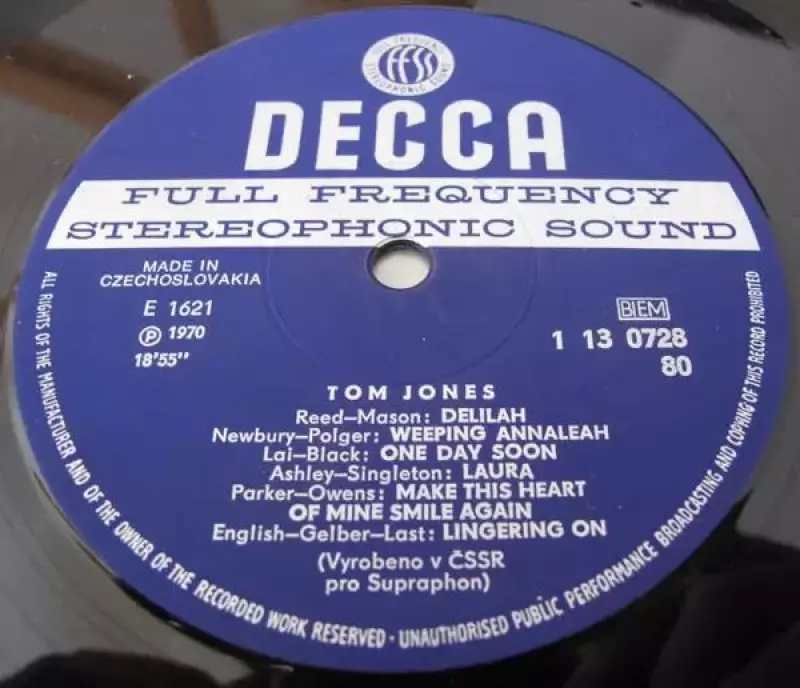 FULL FREQUENCY
ffss
STEREOPHONIC SOUND
DECCA
FULL FREQUENCY
STEREOPHONIC SOUND
MADE IN
CZECHOSLOVAKIA
E 1621
Ⓟ 1970
18'55''
BIEM
1 13 0728
80
TOM JONES
Reed—Mason: DELILAH
Newbury—Polger: WEEPING ANNALEAH
Lai—Black: ONE DAY SOON
Ashley—Singleton: LAURA
Parker—Owens: MAKE THIS HEART
OF MINE SMILE AGAIN
English—Gelber—Last: LINGERING ON
(Vyrobeno v ČSSR
pro Supraphon)
ALL RIGHTS OF THE MANUFACTURER AND OF THE OWNER OF THE RECORDED WORK RESERVED · UNAUTHORISED PUBLIC PERFORMANCE BROADCASTING AND COPYING OF THIS RECORD PROHIBITED